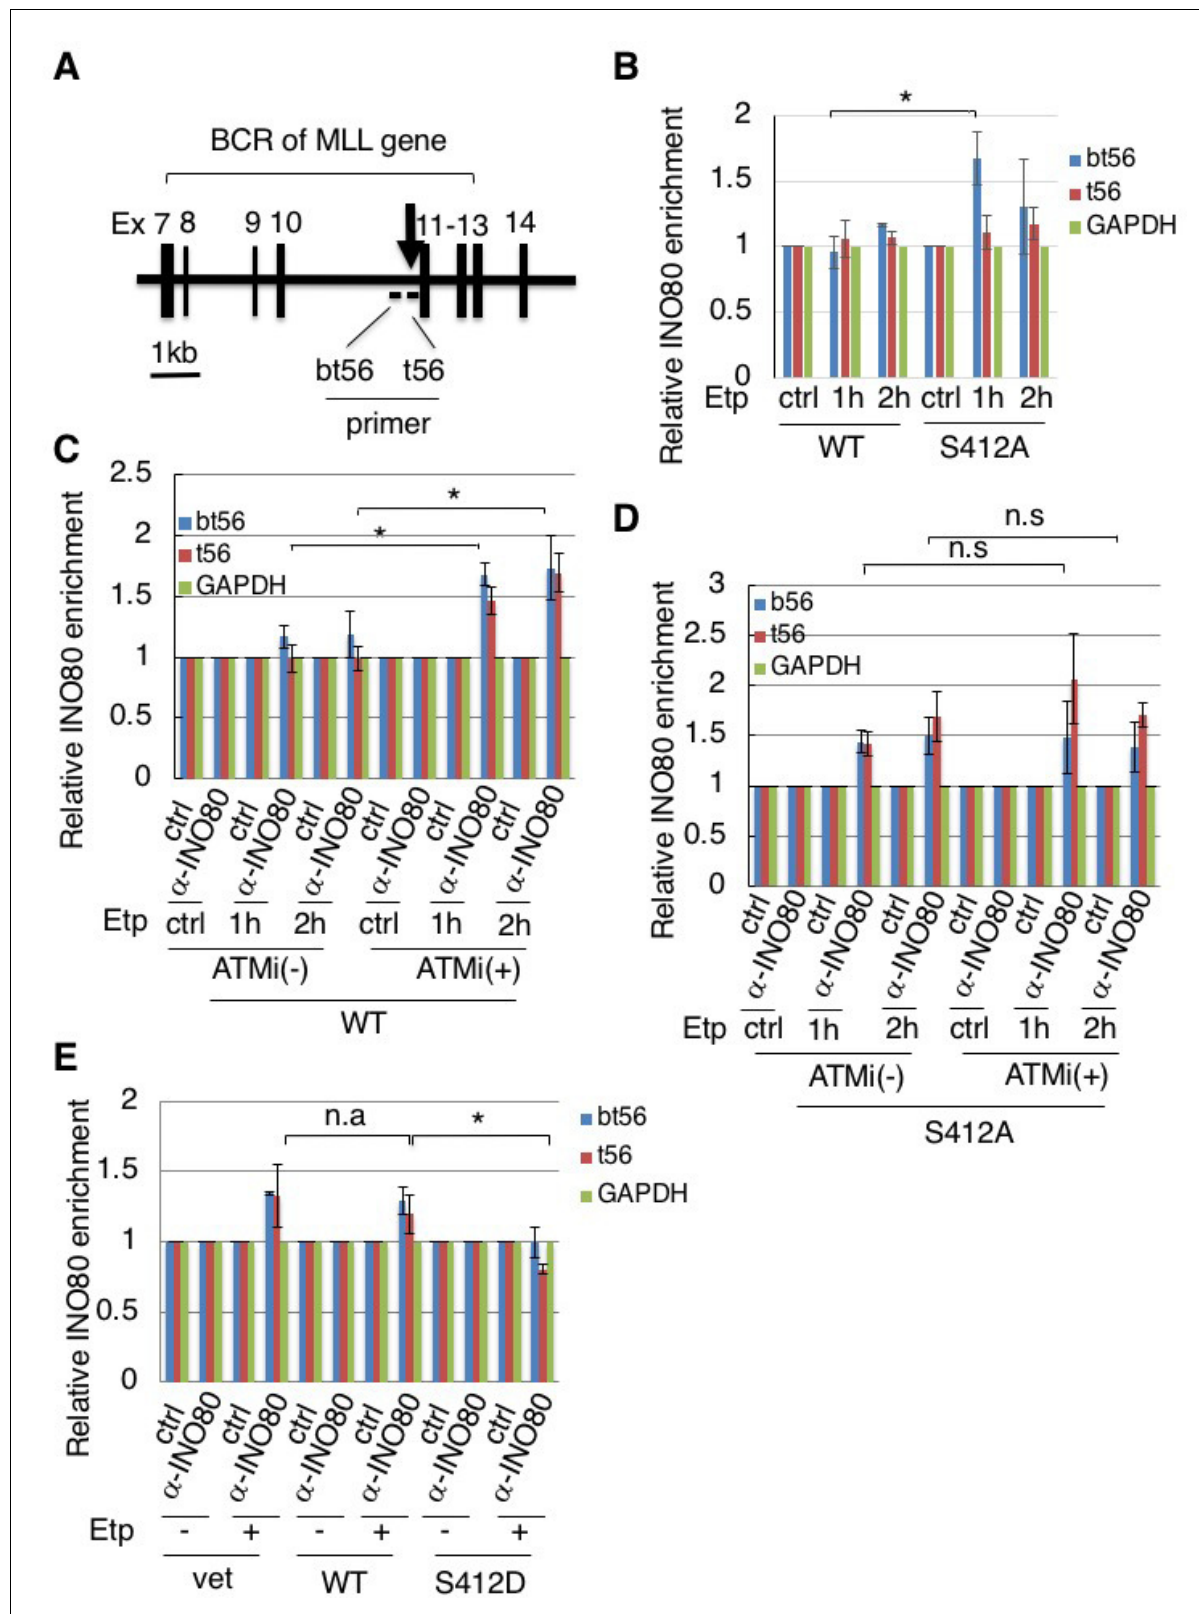 A
BCR of MLL gene
Ex 7 8 9 10 11-13 14
1kb
bt56 t56
primer
B
Relative INO80 enrichment
2
1.5
1
0.5
0
*
bt56
t56
GAPDH
Etp ctrl 1h 2h ctrl 1h 2h
WT S412A
C
Relative INO80 enrichment
2.5
2
1.5
1
0.5
0
bt56
t56
GAPDH
*
*
ctrl α-INO80 ctrl α-INO80 ctrl α-INO80 ctrl α-INO80 ctrl α-INO80 ctrl α-INO80
Etp ctrl 1h 2h ctrl 1h 2h
ATMi(-) ATMi(+)
WT
D
Relative INO80 enrichment
3
2.5
2
1.5
1
0.5
0
b56
t56
GAPDH
n.s
n.s
ctrl α-INO80 ctrl α-INO80 ctrl α-INO80 ctrl α-INO80 ctrl α-INO80 ctrl α-INO80
Etp ctrl 1h 2h ctrl 1h 2h
ATMi(-) ATMi(+)
S412A
E
Relative INO80 enrichment
2
1.5
1
0.5
0
n.a *
bt56
t56
GAPDH
ctrl α-INO80 ctrl α-INO80 ctrl α-INO80 ctrl α-INO80 ctrl α-INO80 ctrl α-INO80
Etp - + - + - +
vet WT S412D